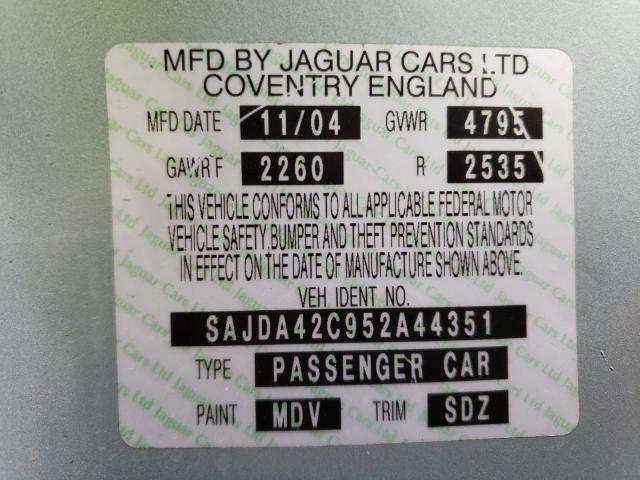 MFD BY JAGUAR CARS LTD
COVENTRY ENGLAND
MFD DATE 11/04 GVWR 4795
GAWR F 2260 R 2535
THIS VEHICLE CONFORMS TO ALL APPLICABLE FEDERAL MOTOR
VEHICLE SAFETY,BUMPER AND THEFT PREVENTION STANDARDS
IN EFFECT ON THE DATE OF MANUFACTURE SHOWN ABOVE.
VEH IDENT NO.
SAJDA42C952A44351
TYPE PASSENGER CAR
PAINT MDV TRIM SDZ